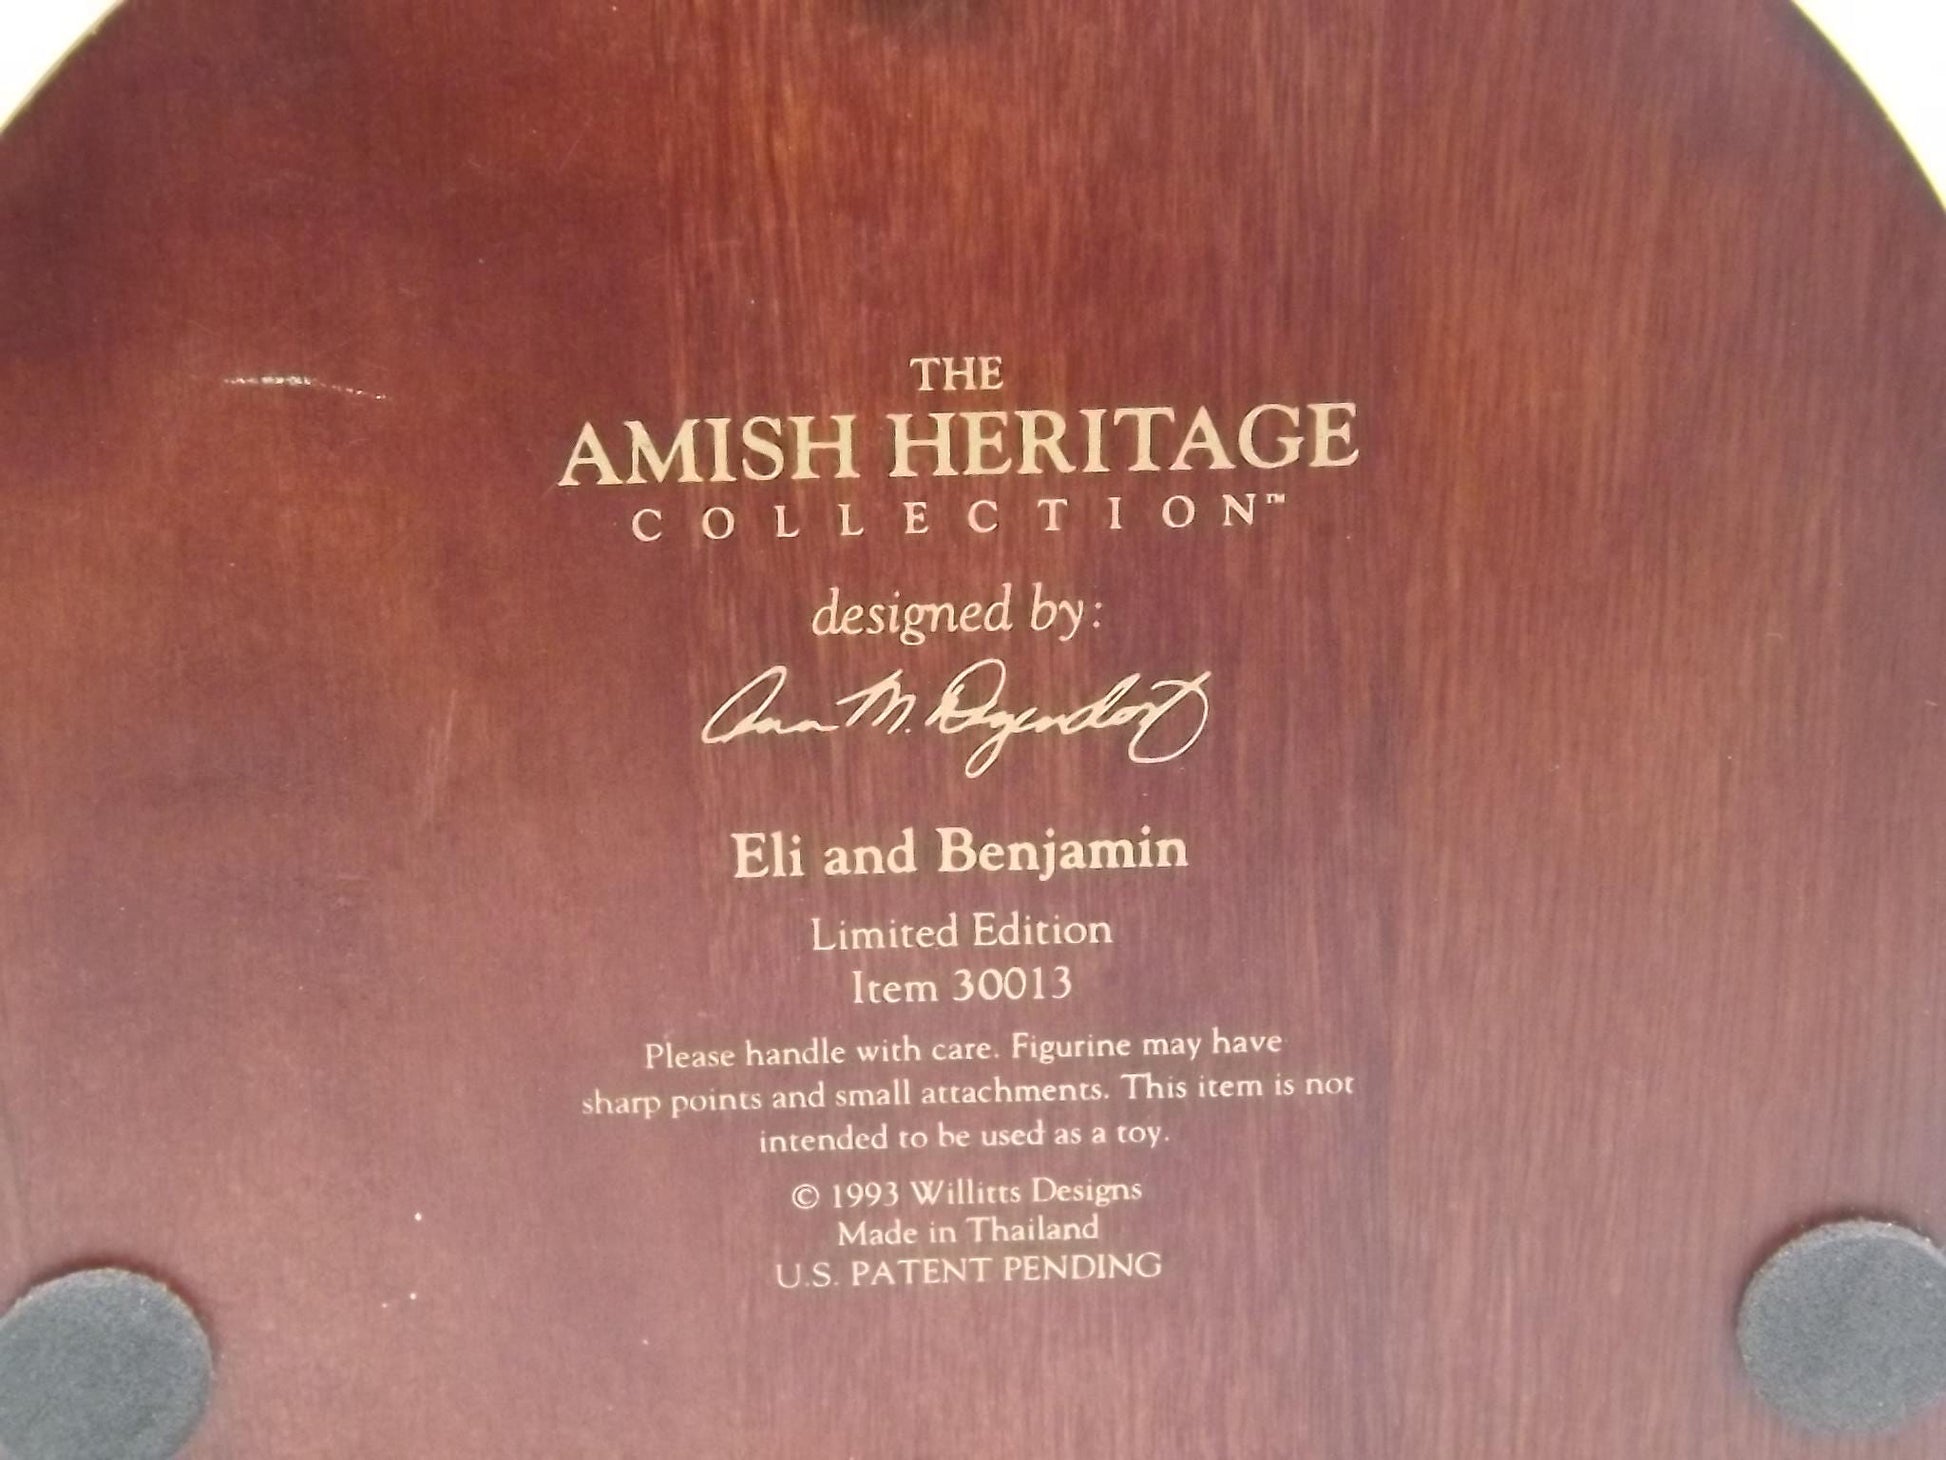 THE
AMISH HERITAGE
COLLECTION™
designed by:
Ann M. Dezendorf
Eli and Benjamin
Limited Edition
Item 30013
Please handle with care. Figurine may have
sharp points and small attachments. This item is not
intended to be used as a toy.
© 1993 Willitts Designs
Made in Thailand
U.S. PATENT PENDING